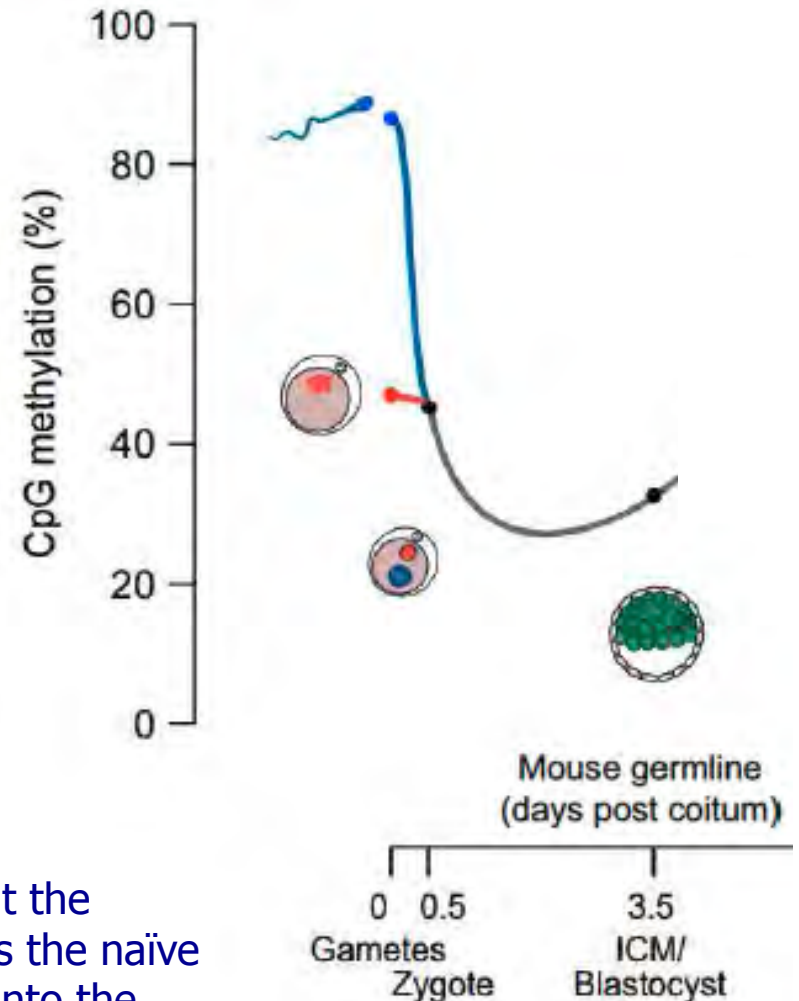 100
80
60
40
20
0
CpG methylation (%)
Mouse germline
(days post coitum)
0 0.5 3.5
Gametes ICM/
Zygote Blastocyst
t the
s the naïve
nto the